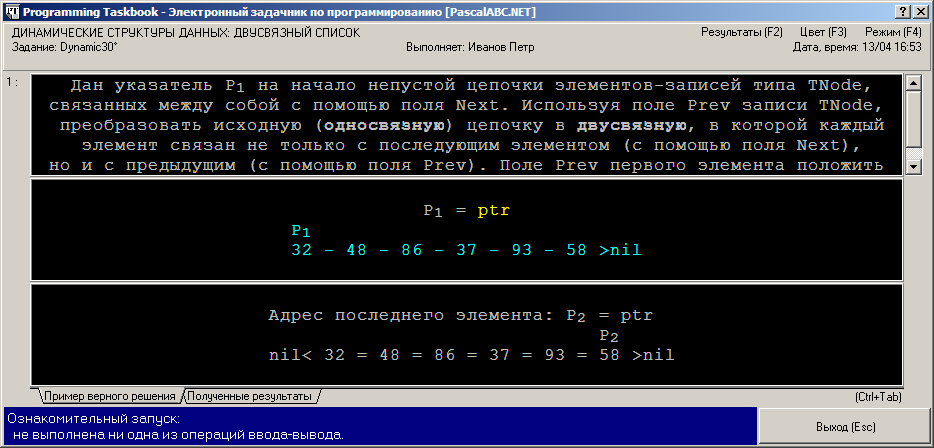 Programming Taskbook - Электронный задачник по программированию [PascalABC.NET]
ДИНАМИЧЕСКИЕ СТРУКТУРЫ ДАННЫХ: ДВУСВЯЗНЫЙ СПИСОК
Результаты (F2) Цвет (F3) Режим (F4)
Задание: Dynamic30* Выполняет: Иванов Петр Дата, время: 13/04 16:53
1: Дан указатель P1 на начало непустой цепочки элементов-записей типа TNode,
связанных между собой с помощью поля Next. Используя поле Prev записи TNode,
преобразовать исходную (односвязную) цепочку в двусвязную, в которой каждый
элемент связан не только с последующим элементом (с помощью поля Next),
но и с предыдущим (с помощью поля Prev). Поле Prev первого элемента положить
P1 = ptr
P1
32 - 48 - 86 - 37 - 93 - 58 >nil
Адрес последнего элемента: P2 = ptr
P2
nil< 32 = 48 = 86 = 37 = 93 = 58 >nil
Пример верного решения Полученные результаты (Ctrl+Tab)
Ознакомительный запуск:
не выполнена ни одна из операций ввода-вывода.
Выход (Esc)